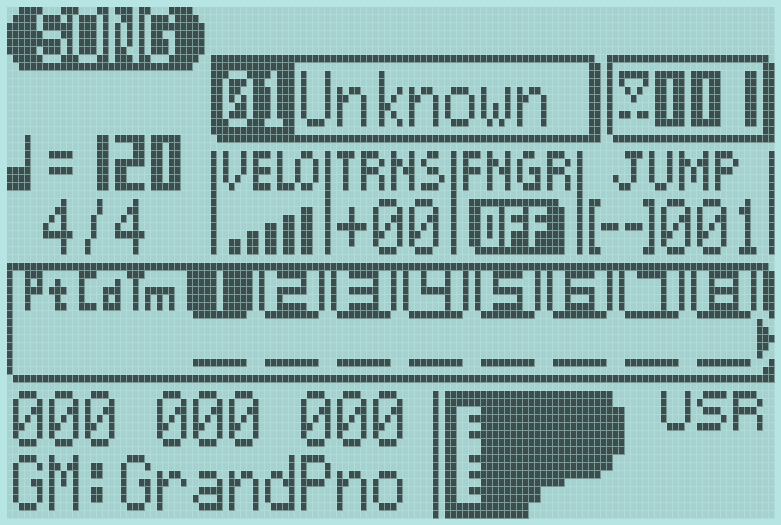 SONG
01 Unknown Σ001
♩= 120 VELO TRNS FNGR JUMP
4/4 +00 OFF [--]001
PtCdTm 1 2 3 4 5 6 7 8
000 000 000 USR
GM:GrandPno